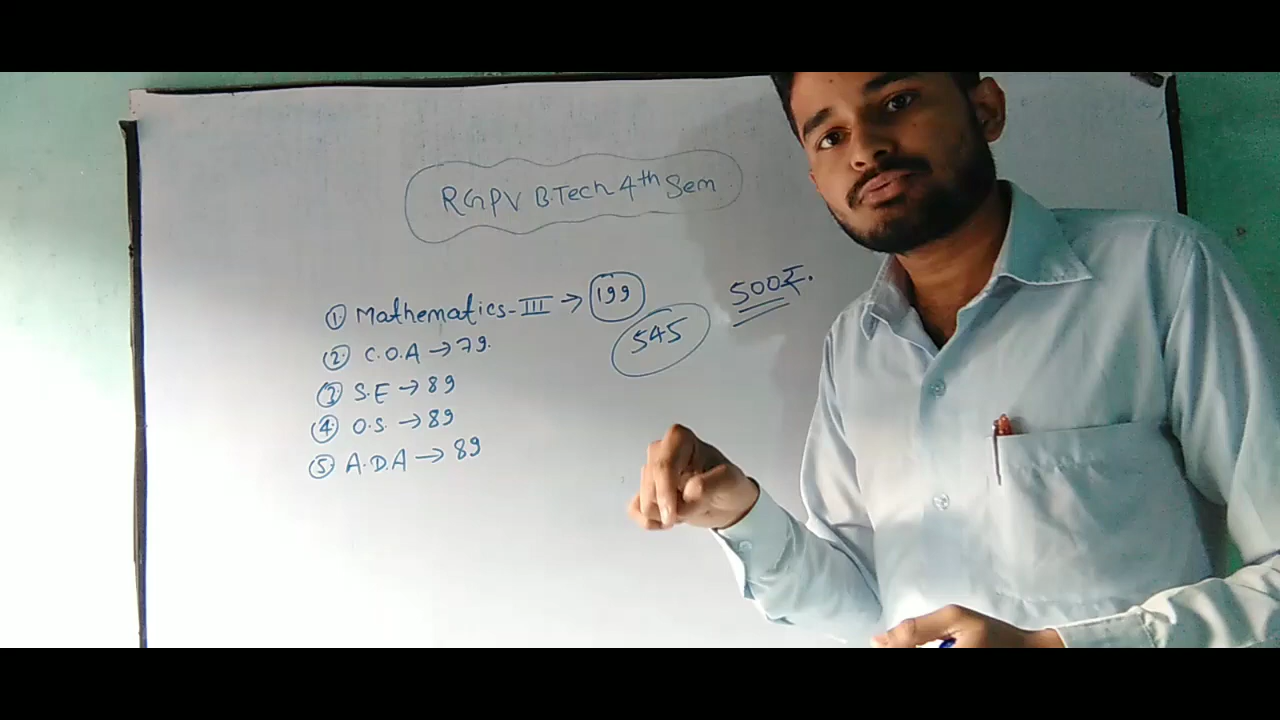 RGPV B.Tech 4th Sem
① Mathematics-III → 199
② C.O.A → 79.
③ S.E → 89
④ O.S. → 89
⑤ A.D.A → 89
545
500₹.